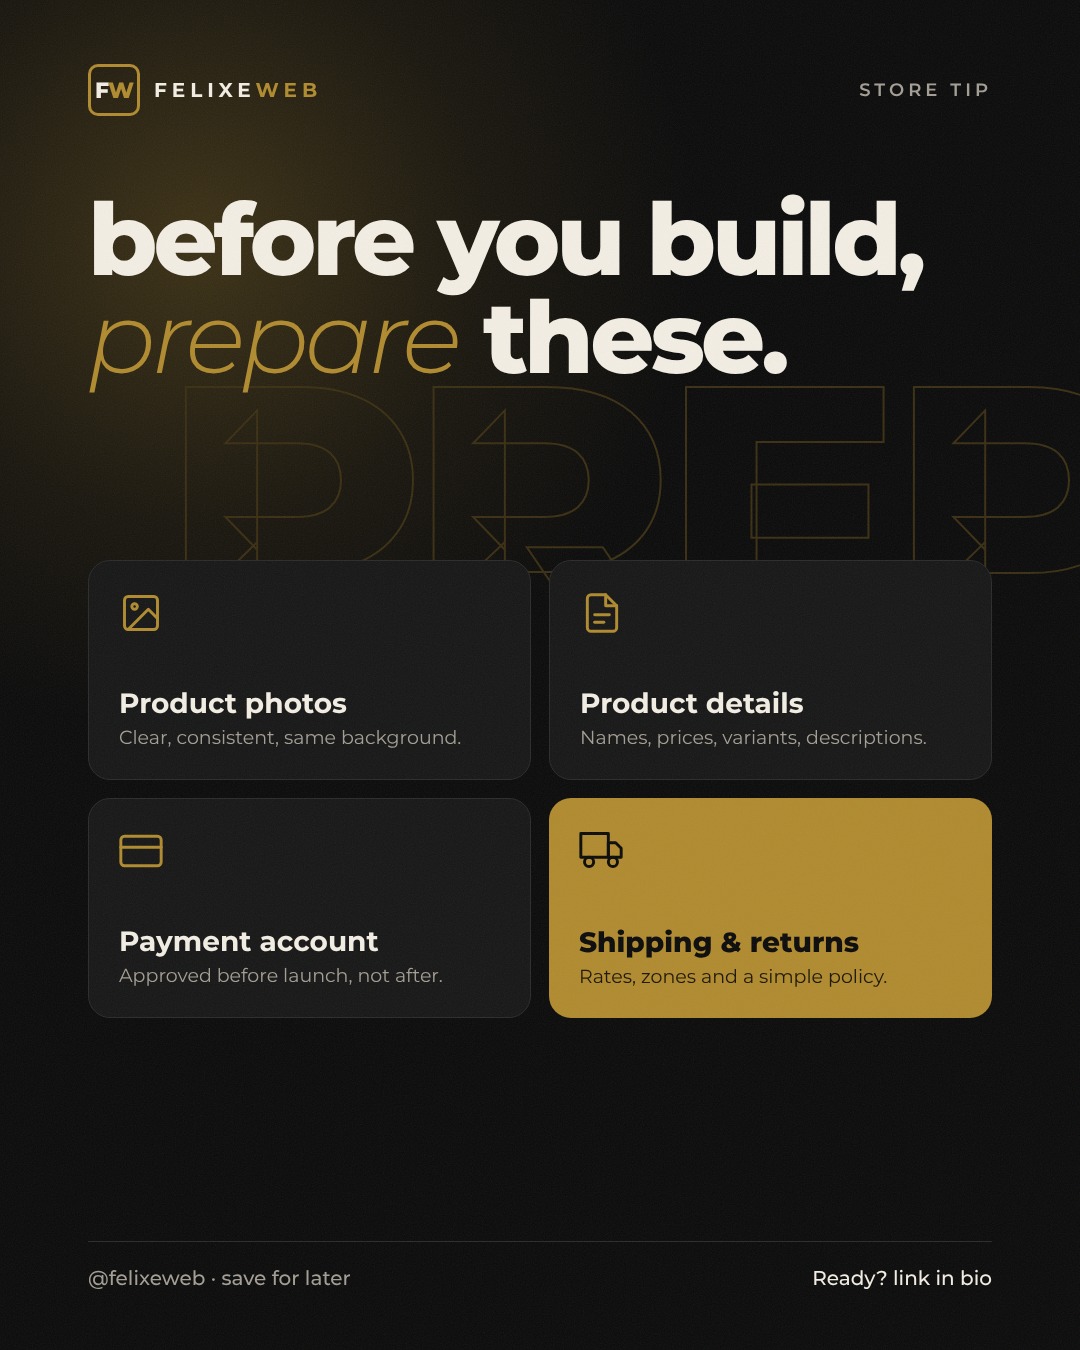 FW FELIXEWEB
STORE TIP
before you build,
prepare these.
PREP
Product photos
Clear, consistent, same background.
Product details
Names, prices, variants, descriptions.
Payment account
Approved before launch, not after.
Shipping & returns
Rates, zones and a simple policy.
@felixeweb · save for later
Ready? link in bio